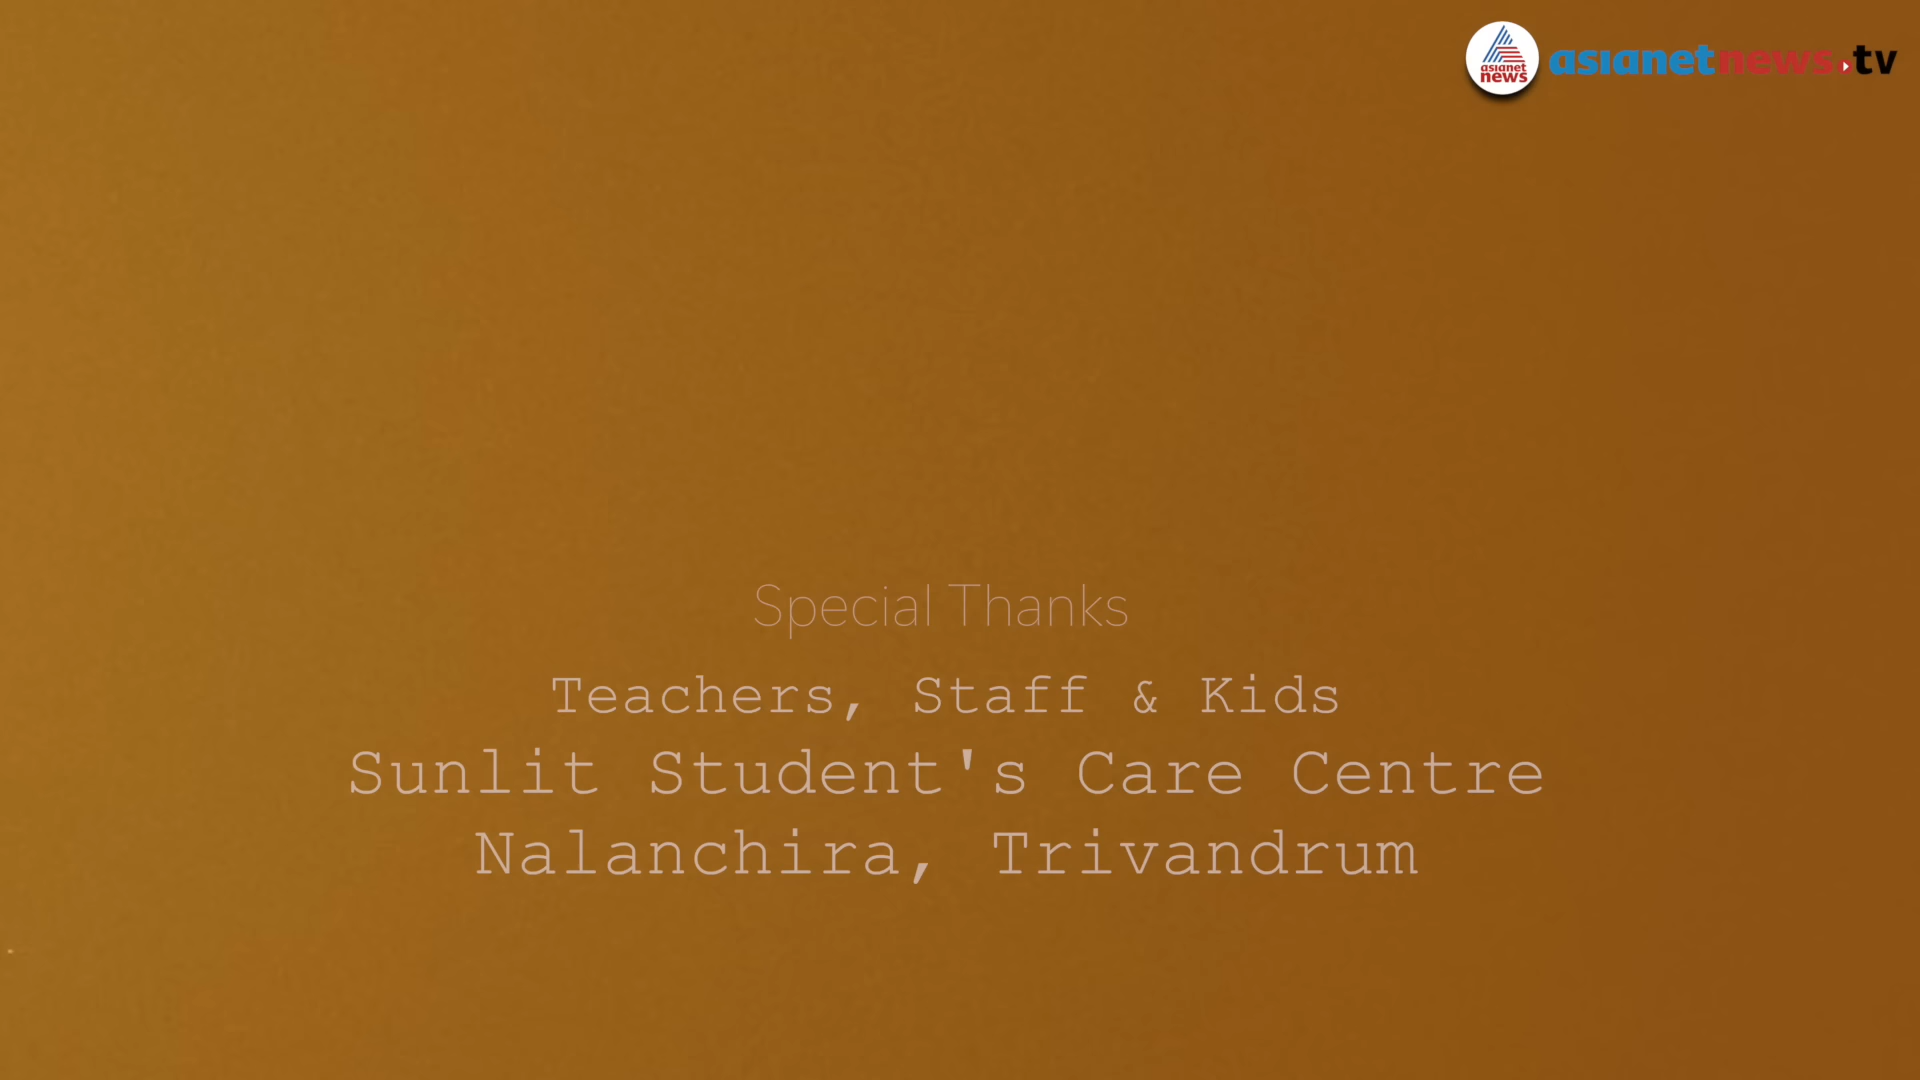 asianet news
asianetnews.tv
Special Thanks
Teachers, Staff & Kids
Sunlit Student's Care Centre
Nalanchira, Trivandrum